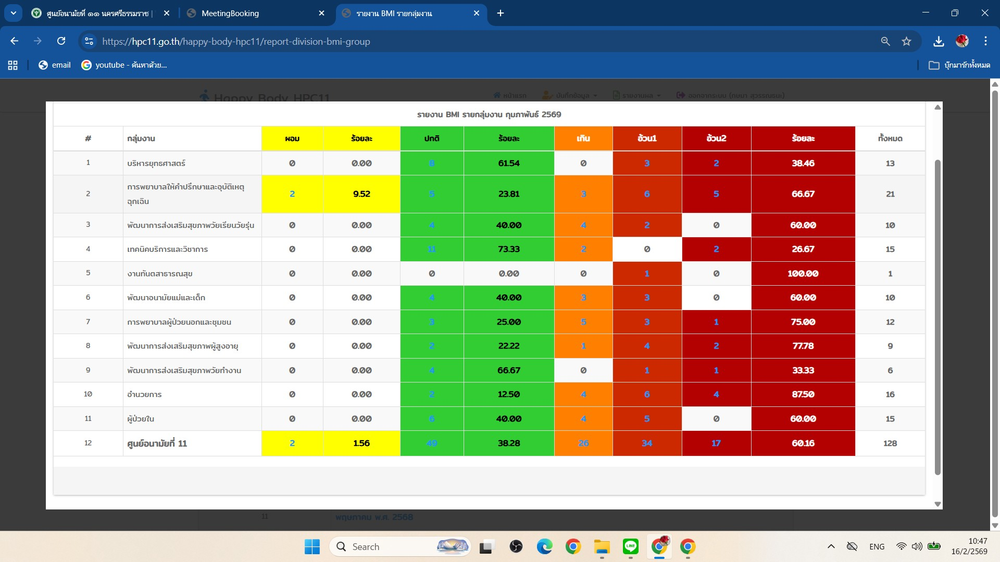 ศูนย์อนามัยที่ ๑๑ นครศรีธรรมราช |
MeetingBooking
รายงาน BMI รายกลุ่มงาน
https://hpc11.go.th/happy-body-hpc11/report-division-bmi-group
email
youtube - ค้นหาด้วย...
บุ๊กมาร์กทั้งหมด
Happy Body HPC11
หน้าแรก
บันทึกข้อมูล
รายงานผล
ออกจากระบบ (กษมา สุวรรณธนะ)
รายงาน BMI รายกลุ่มงาน กุมภาพันธ์ 2569
# กลุ่มงาน ผอม ร้อยละ ปกติ ร้อยละ เกิน อ้วน1 อ้วน2 ร้อยละ ทั้งหมด
1 บริหารยุทธศาสตร์ 0 0.00 8 61.54 0 3 2 38.46 13
2 การพยาบาลให้คำปรึกษาและอุบัติเหตุ
ฉุกเฉิน 2 9.52 5 23.81 3 6 5 66.67 21
3 พัฒนาการส่งเสริมสุขภาพวัยเรียนวัยรุ่น 0 0.00 4 40.00 4 2 0 60.00 10
4 เทคนิคบริการและวิชาการ 0 0.00 11 73.33 2 0 2 26.67 15
5 งานทันตสาธารณสุข 0 0.00 0 0.00 0 1 0 100.00 1
6 พัฒนาอนามัยแม่และเด็ก 0 0.00 4 40.00 3 3 0 60.00 10
7 การพยาบาลผู้ป่วยนอกและชุมชน 0 0.00 3 25.00 5 3 1 75.00 12
8 พัฒนาการส่งเสริมสุขภาพผู้สูงอายุ 0 0.00 2 22.22 1 4 2 77.78 9
9 พัฒนาการส่งเสริมสุขภาพวัยทำงาน 0 0.00 4 66.67 0 1 1 33.33 6
10 อำนวยการ 0 0.00 2 12.50 4 6 4 87.50 16
11 ผู้ป่วยใน 0 0.00 6 40.00 4 5 0 60.00 15
12 ศูนย์อนามัยที่ 11 2 1.56 49 38.28 26 34 17 60.16 128
11 พฤษภาคม พ.ศ. 2568
Search
LINE
ENG
10:47
16/2/2569